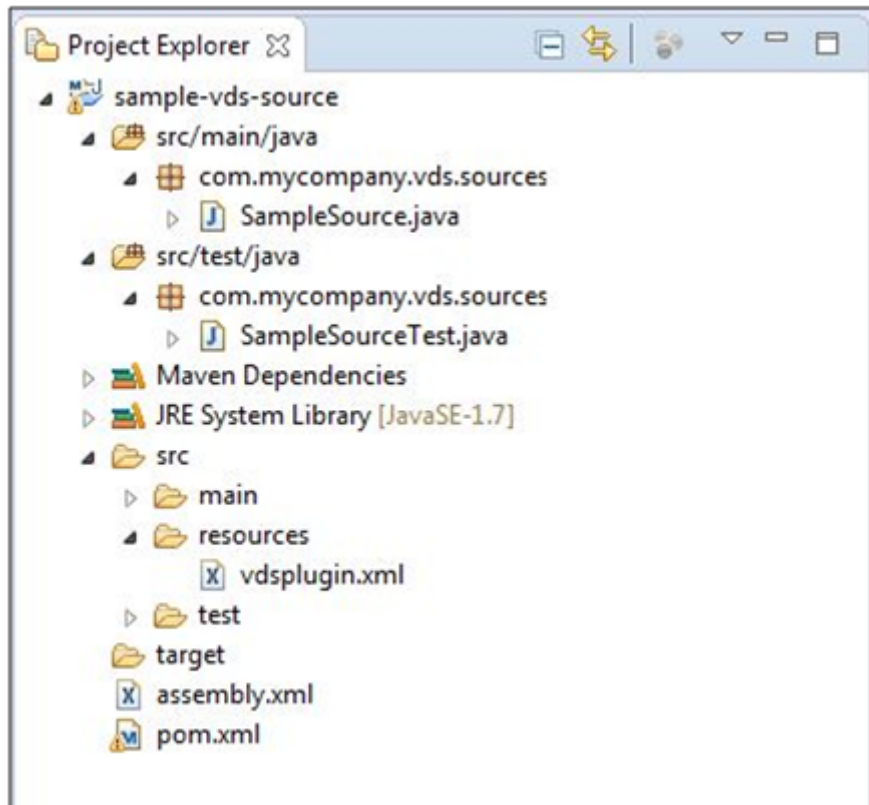 Project Explorer
sample-vds-source
src/main/java
com.mycompany.vds.sources
SampleSource.java
src/test/java
com.mycompany.vds.sources
SampleSourceTest.java
Maven Dependencies
JRE System Library [JavaSE-1.7]
src
main
resources
vdsplugin.xml
test
target
assembly.xml
pom.xml